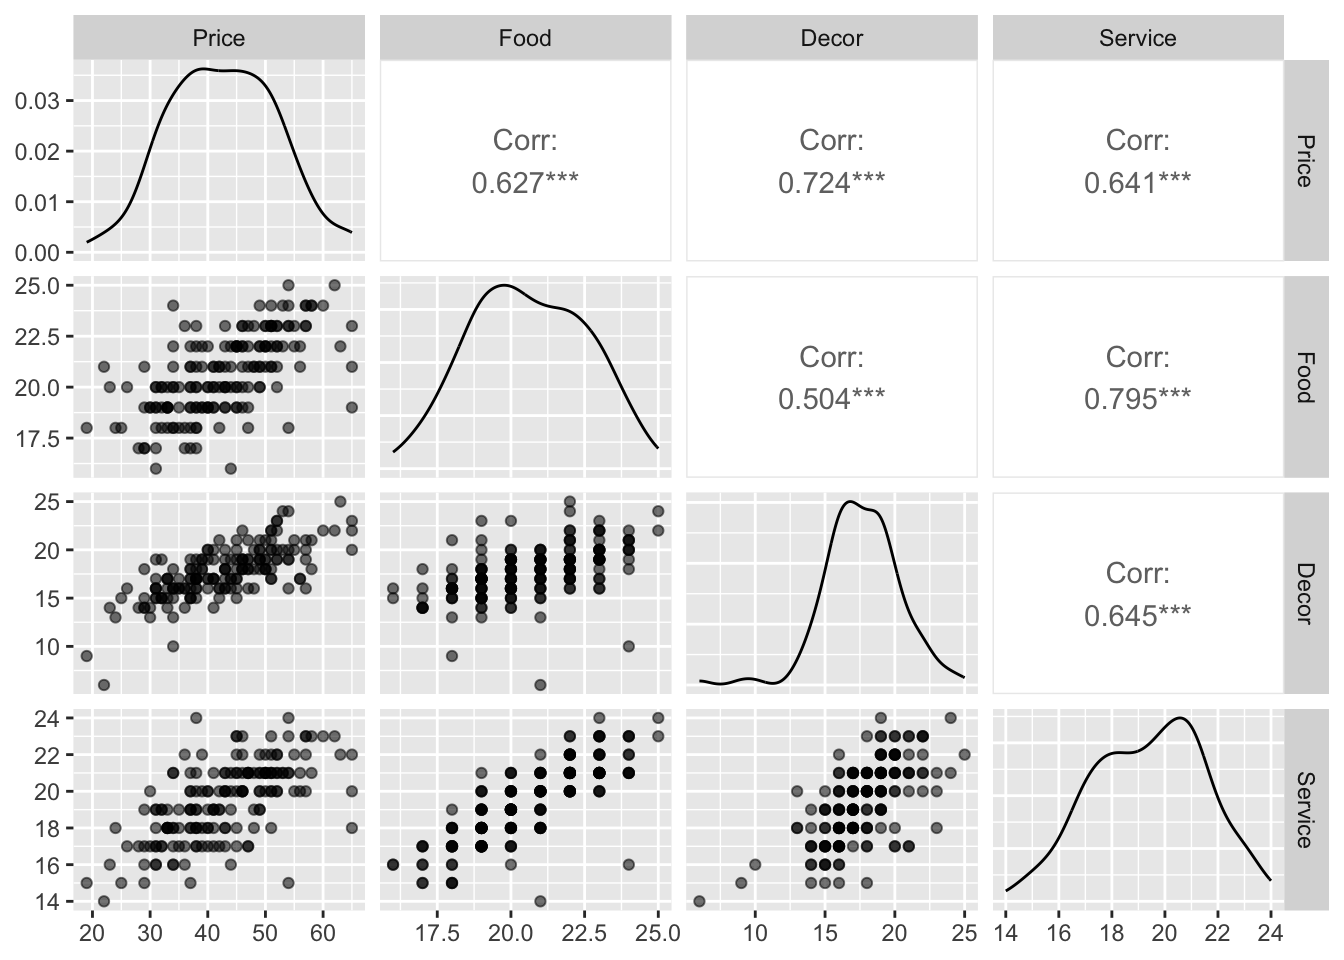 Price Food Decor Service
0.03
0.02
0.01
0.00
Corr:
0.627***
Corr:
0.724***
Corr:
0.641***
Price
25.0
22.5
20.0
17.5
Corr:
0.504***
Corr:
0.795***
Food
25
20
15
10
Corr:
0.645***
Decor
24
22
20
18
16
14
Service
20 30 40 50 60 17.5 20.0 22.5 25.0 10 15 20 25 14 16 18 20 22 24